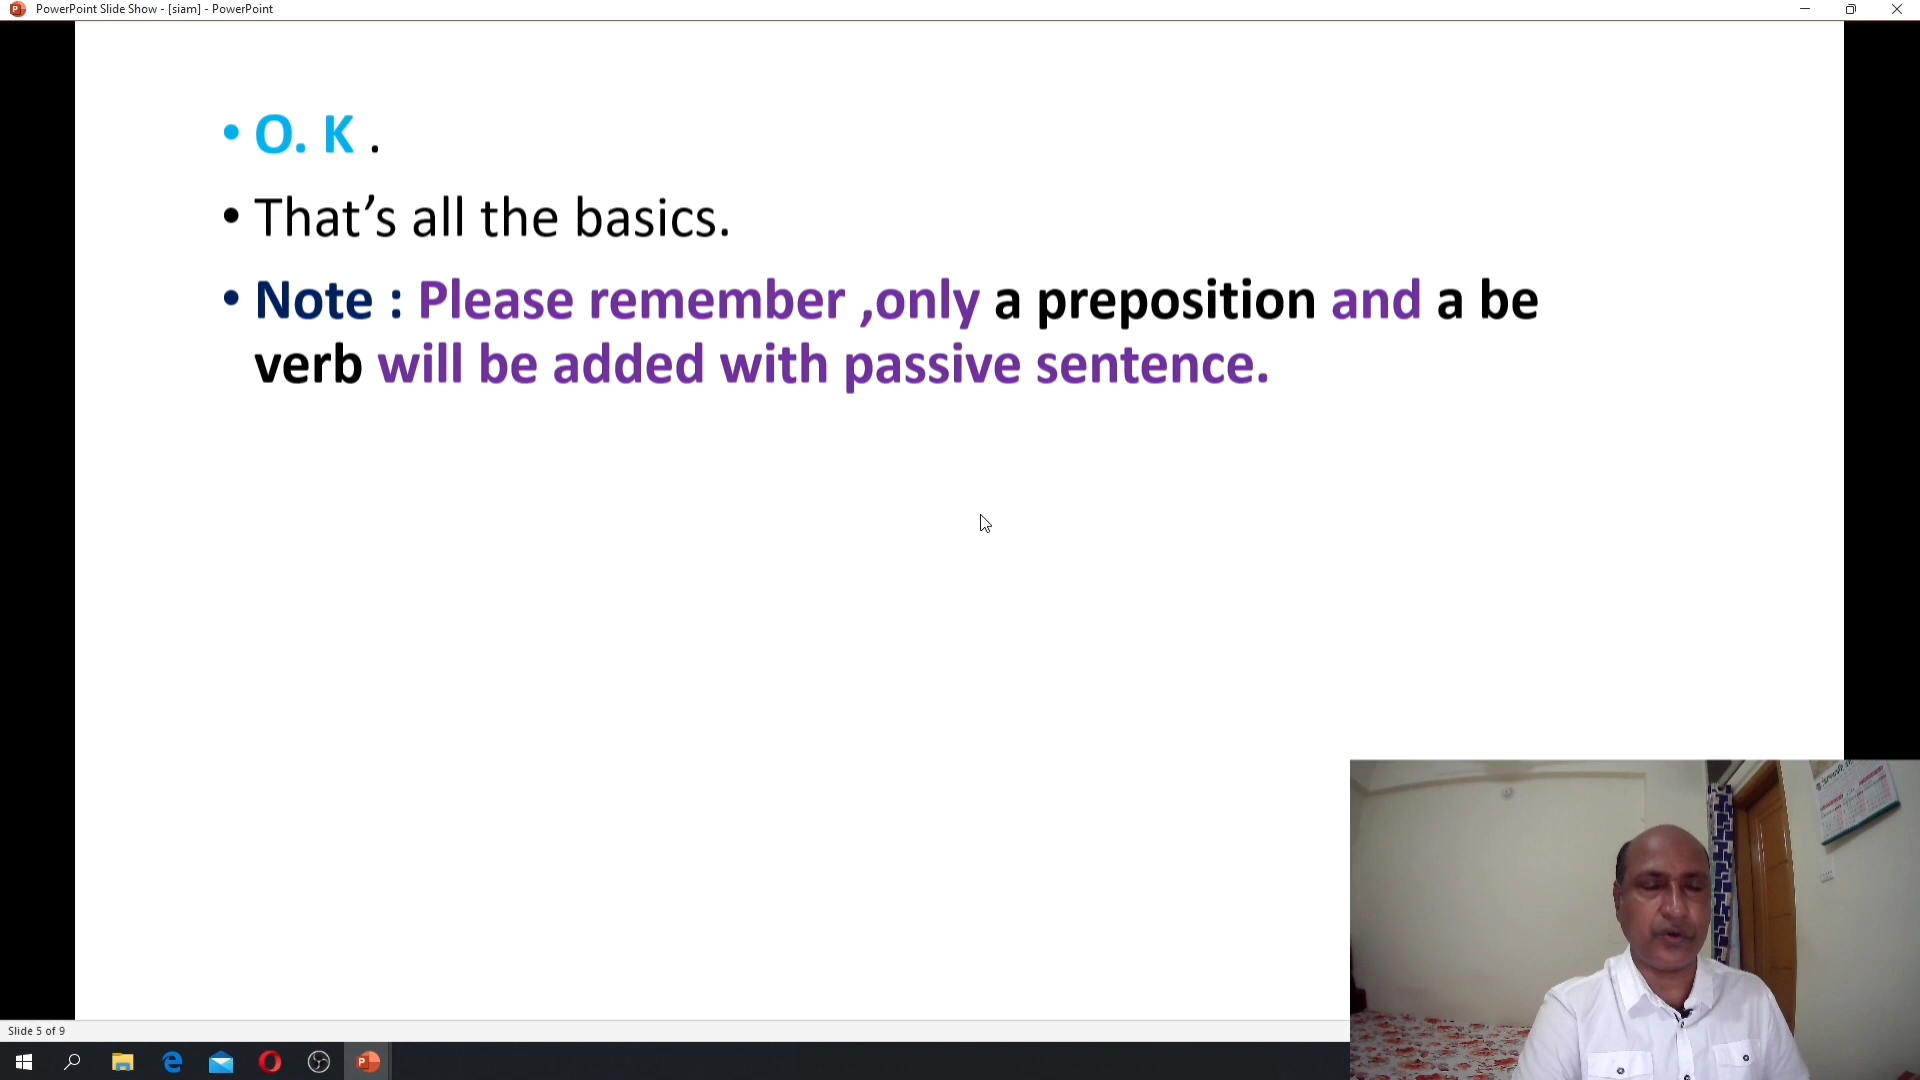 PowerPoint Slide Show - [siam] - PowerPoint
• O. K .
• That’s all the basics.
• Note : Please remember ,only a preposition and a be
verb will be added with passive sentence.
Slide 5 of 9